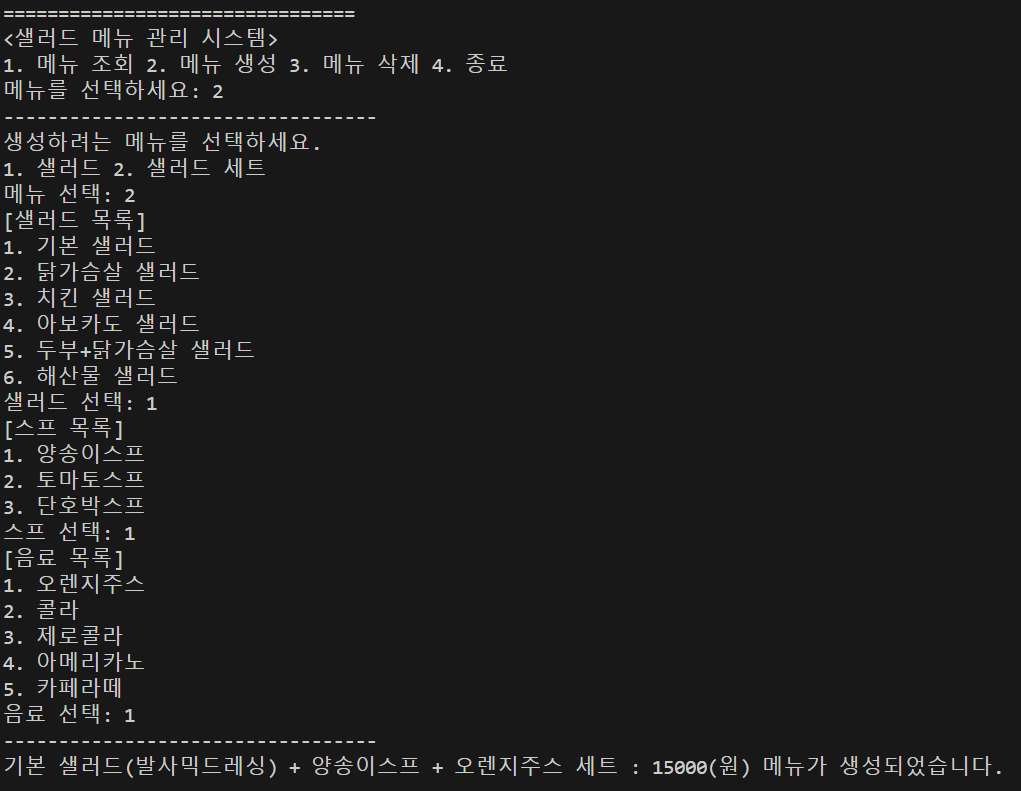 ================================
<샐러드 메뉴 관리 시스템>
1. 메뉴 조회 2. 메뉴 생성 3. 메뉴 삭제 4. 종료
메뉴를 선택하세요: 2
----------------------------------
생성하려는 메뉴를 선택하세요.
1. 샐러드 2. 샐러드 세트
메뉴 선택: 2
[샐러드 목록]
1. 기본 샐러드
2. 닭가슴살 샐러드
3. 치킨 샐러드
4. 아보카도 샐러드
5. 두부+닭가슴살 샐러드
6. 해산물 샐러드
샐러드 선택: 1
[스프 목록]
1. 양송이스프
2. 토마토스프
3. 단호박스프
스프 선택: 1
[음료 목록]
1. 오렌지주스
2. 콜라
3. 제로콜라
4. 아메리카노
5. 카페라떼
음료 선택: 1
----------------------------------
기본 샐러드(발사믹드레싱) + 양송이스프 + 오렌지주스 세트 : 15000(원) 메뉴가 생성되었습니다.